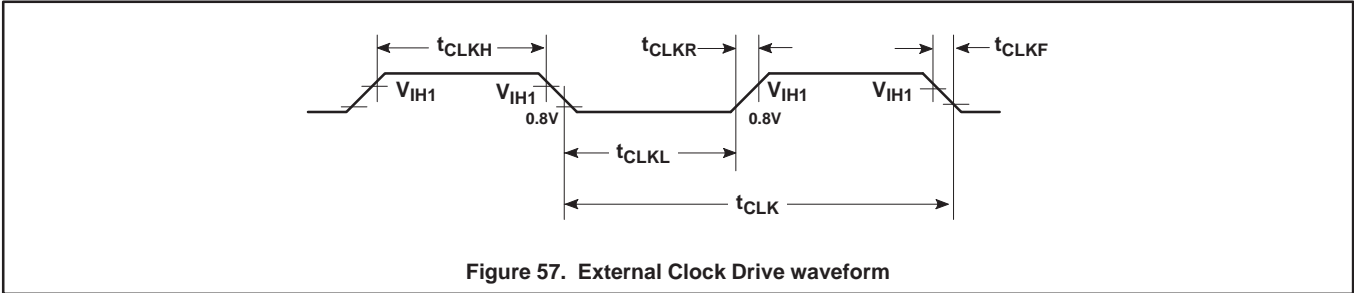 tCLKH
tCLKR
tCLKF
VIH1
VIH1
VIH1
VIH1
0.8V
0.8V
tCLKL
tCLK
Figure 57. External Clock Drive waveform